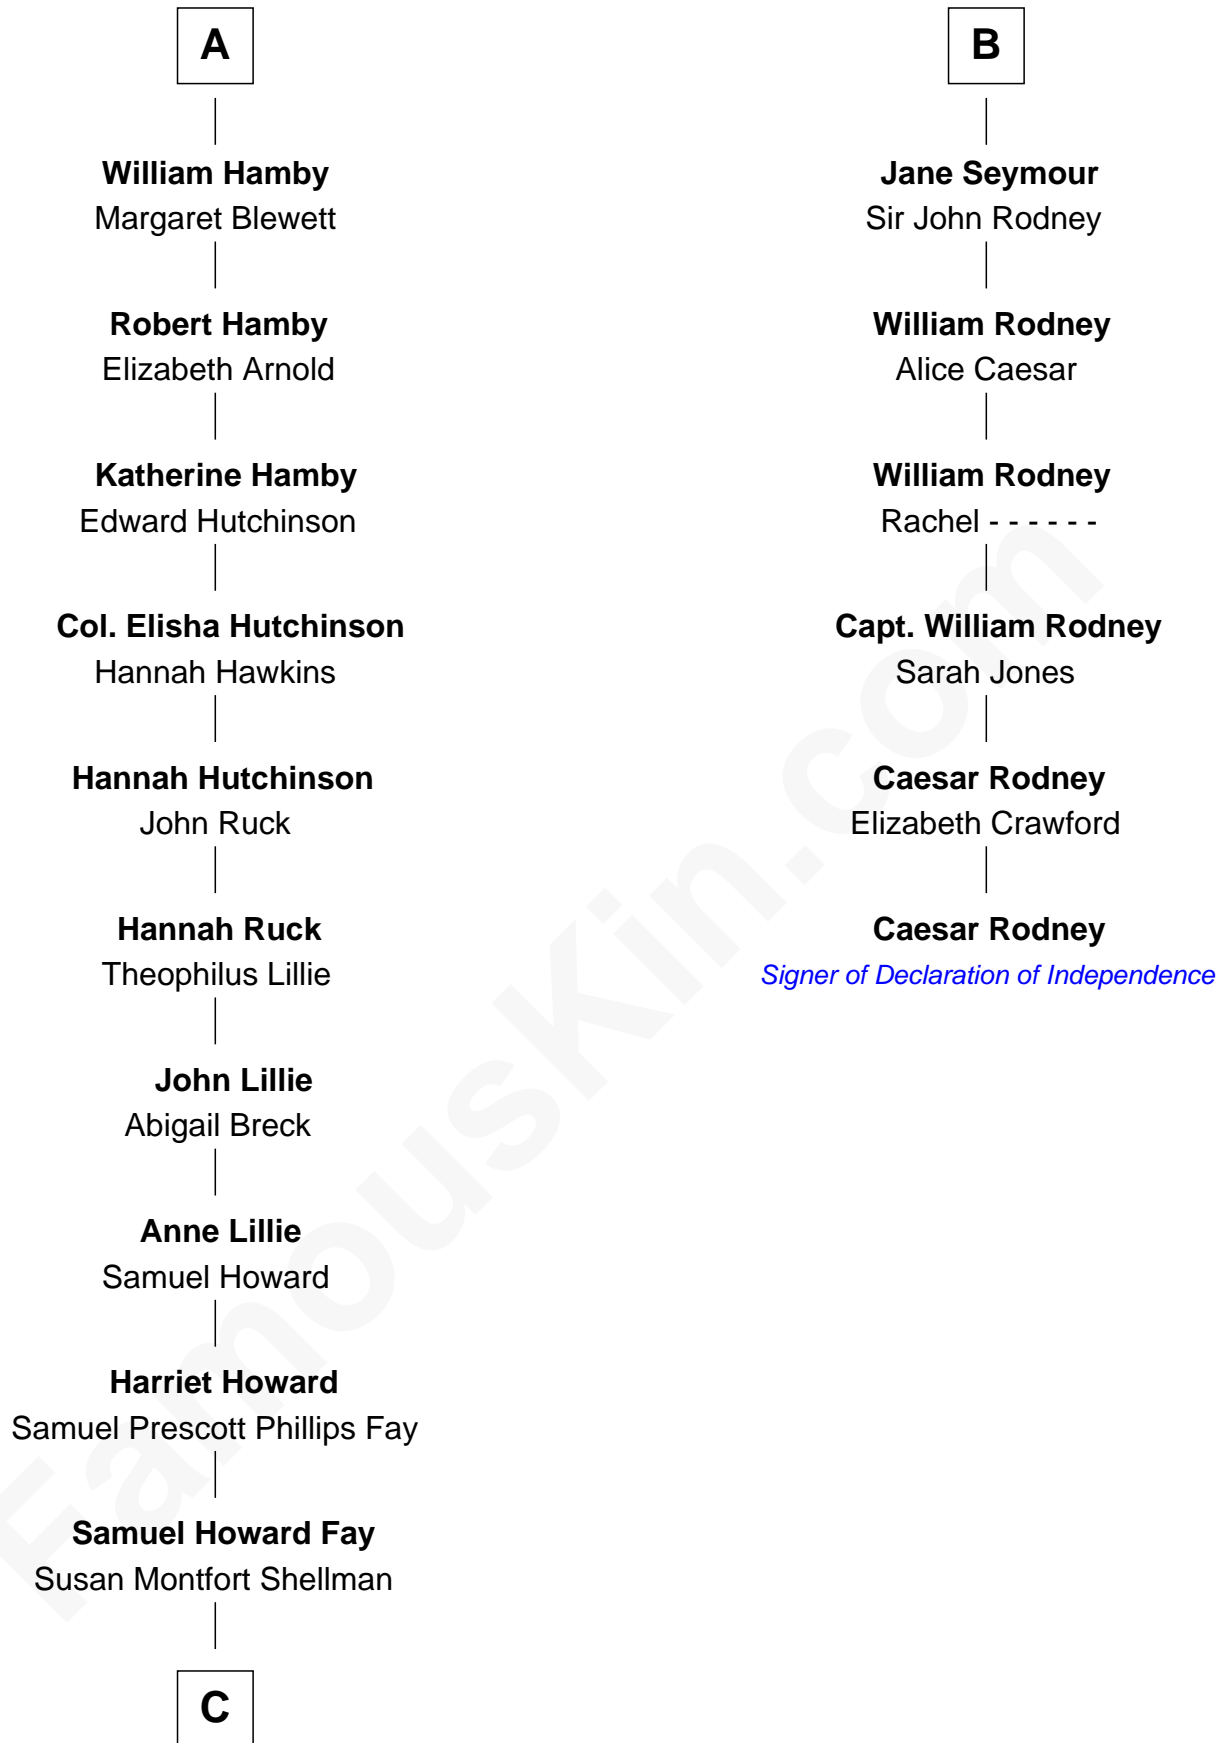 A
William Hamby
Margaret Blewett
Robert Hamby
Elizabeth Arnold
Katherine Hamby
Edward Hutchinson
Col. Elisha Hutchinson
Hannah Hawkins
Hannah Hutchinson
John Ruck
Hannah Ruck
Theophilus Lillie
John Lillie
Abigail Breck
Anne Lillie
Samuel Howard
Harriet Howard
Samuel Prescott Phillips Fay
Samuel Howard Fay
Susan Montfort Shellman
C
B
Jane Seymour
Sir John Rodney
William Rodney
Alice Caesar
William Rodney
Rachel - - - - - -
Capt. William Rodney
Sarah Jones
Caesar Rodney
Elizabeth Crawford
Caesar Rodney
Signer of Declaration of Independence
FamousKin.com